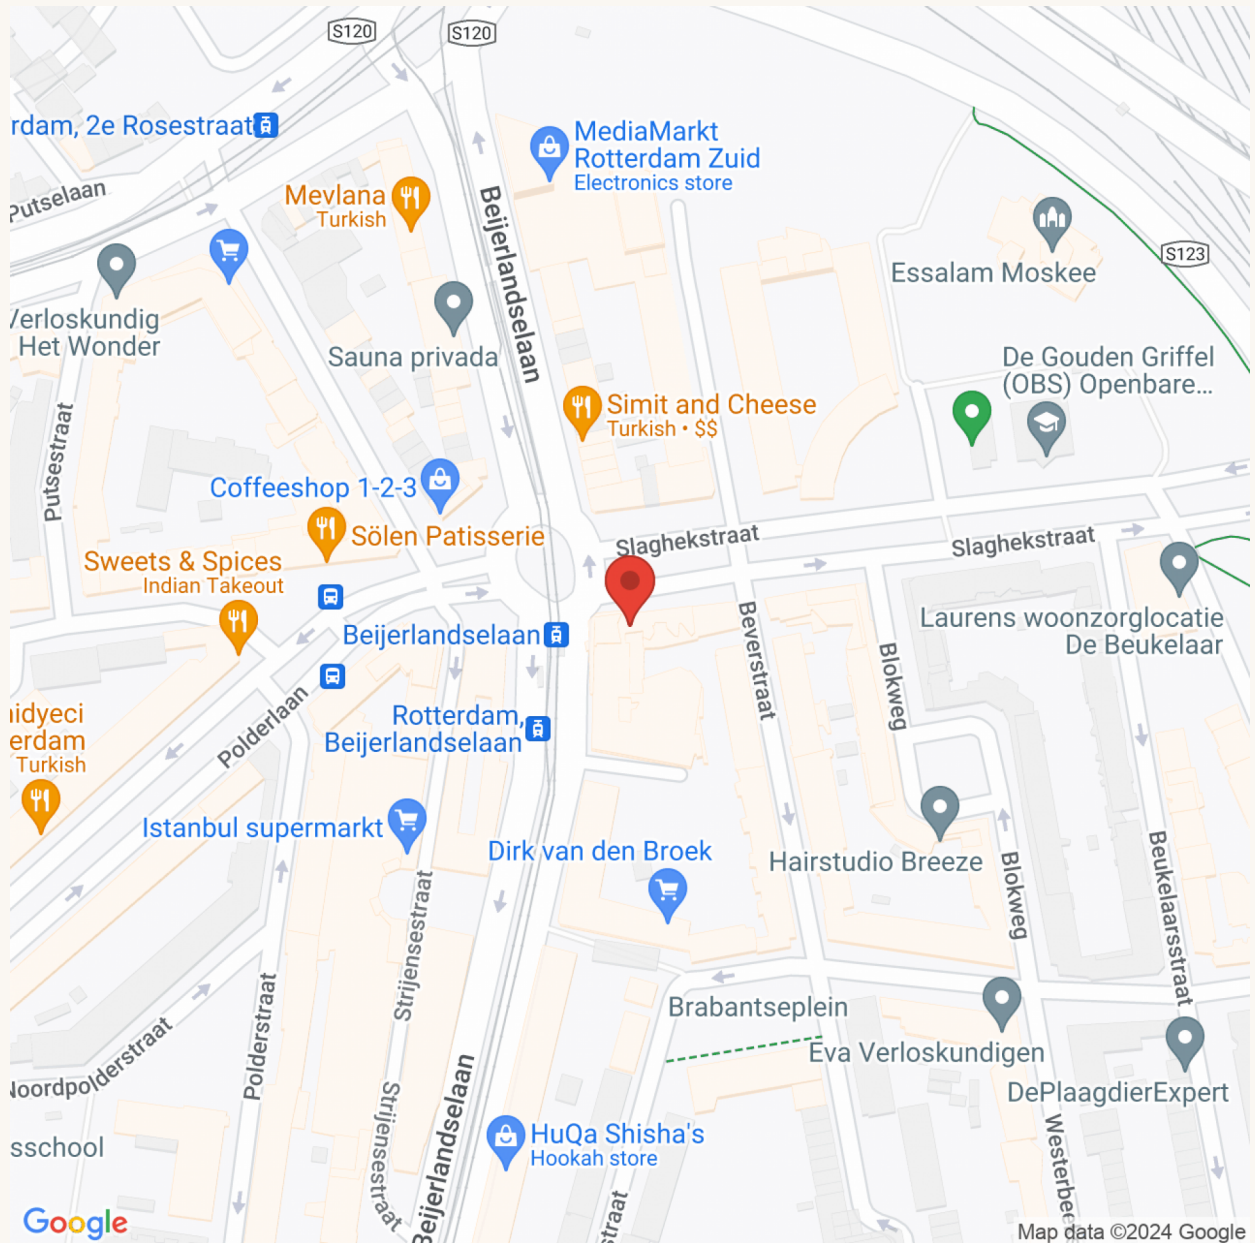 S120
S120
rdam, 2e Rosestraat
MediaMarkt
Rotterdam Zuid
Electronics store
Putselaan
Mevlana
Turkish
Beijerlandselaan
Essalam Moskee
S123
Verloskundig
Het Wonder
Sauna privada
De Gouden Griffel
(OBS) Openbare...
Simit and Cheese
Turkish • $$
Putsestraat
Coffeeshop 1-2-3
Sölen Patisserie
Slaghekstraat
Slaghekstraat
Sweets & Spices
Indian Takeout
Laurens woonzorglocatie
De Beukelaar
Beijerlandselaan
Beverstraat
Blokweg
Polderlaan
Rotterdam,
Beijerlandselaan
idyeci
erdam
Turkish
Istanbul supermarkt
Dirk van den Broek
Hairstudio Breeze
Blokweg
Beukelaarsstraat
Strijensestraat
Polderstraat
Noordpolderstraat
Brabantseplein
Eva Verloskundigen
DePlaagdierExpert
Strijensestraat
Beijerlandselaan
HuQa Shisha's
Hookah store
sschool
Westerbee
straat
Google
Map data ©2024 Google